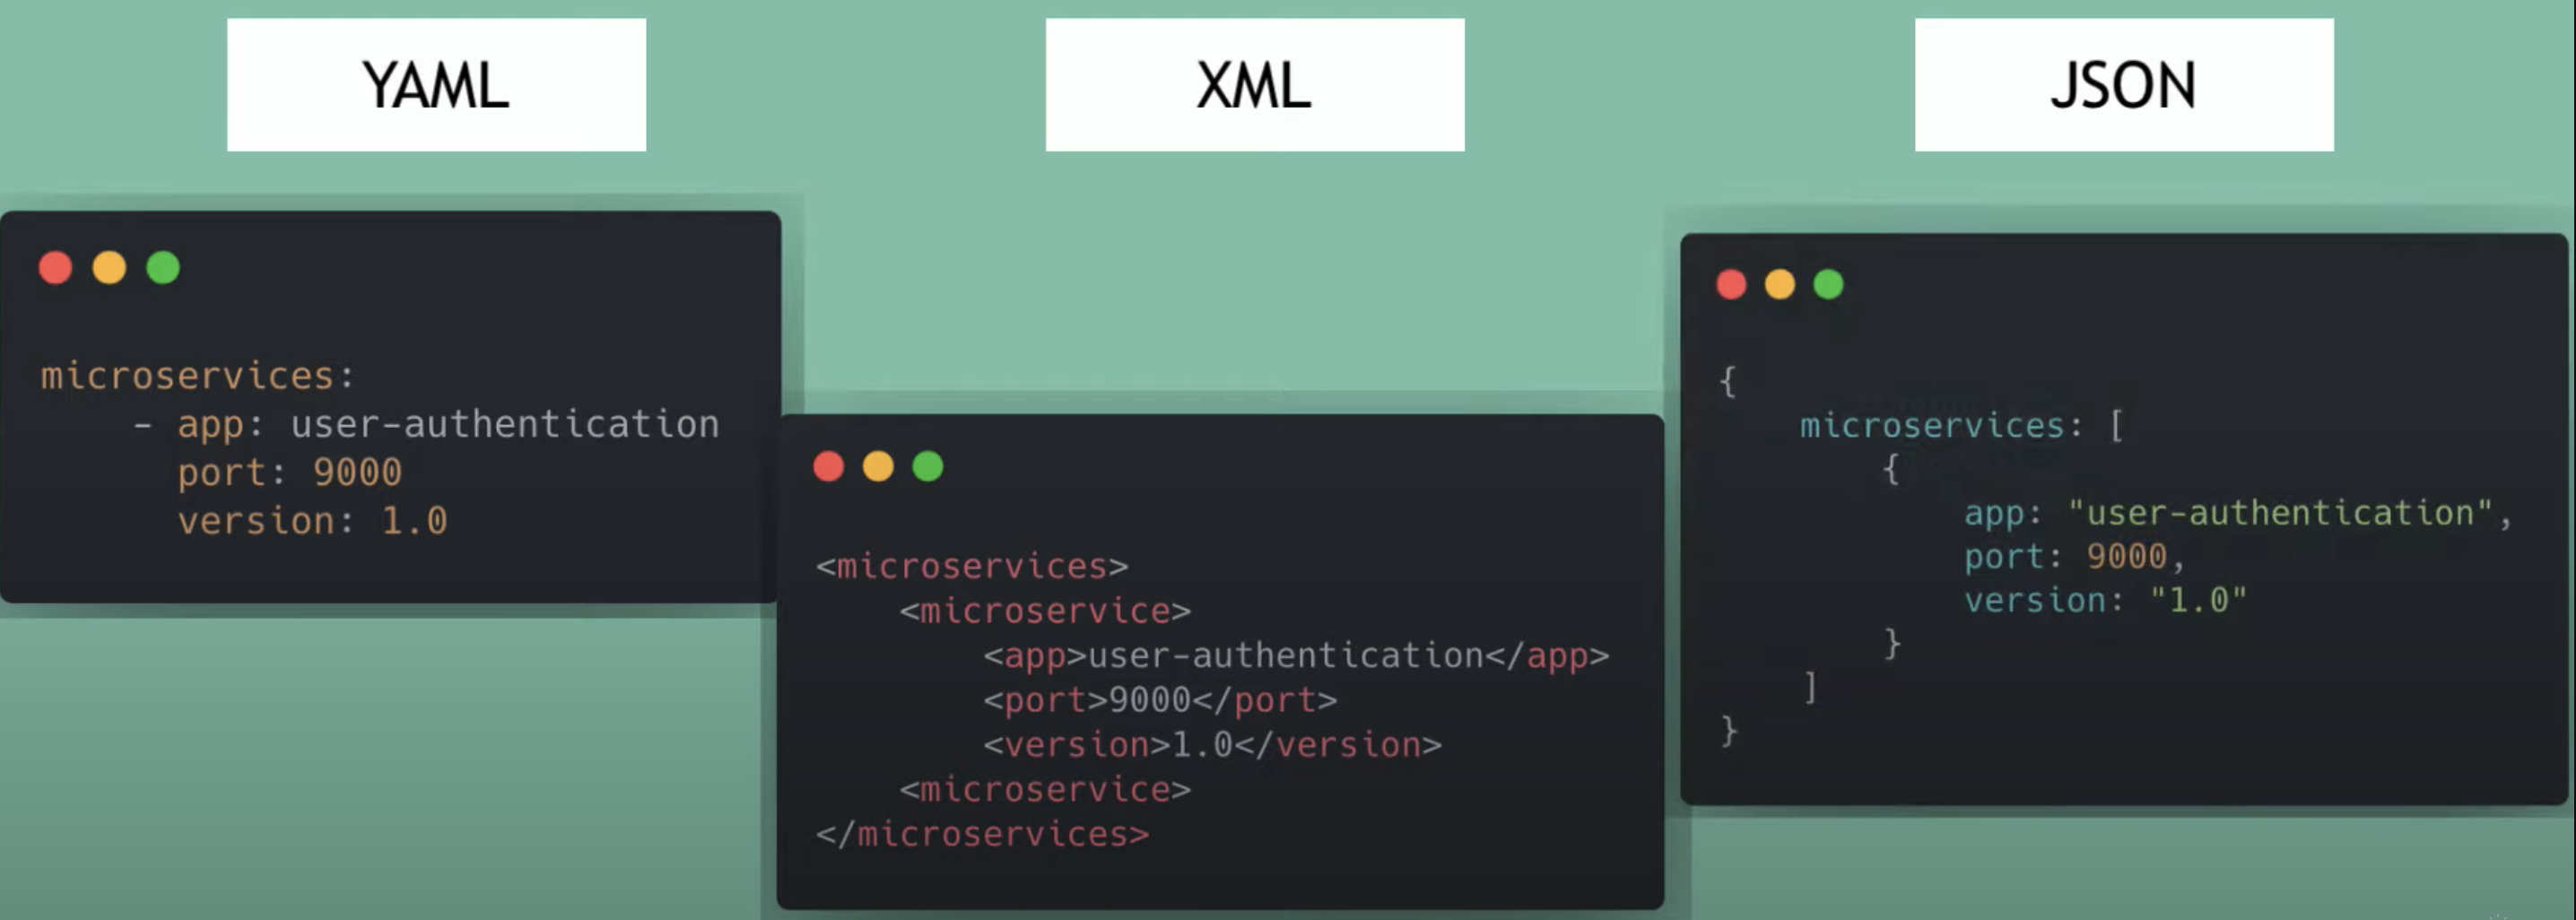 YAML
microservices:
    - app: user-authentication
      port: 9000
      version: 1.0
XML
<microservices>
    <microservice>
        <app>user-authentication</app>
        <port>9000</port>
        <version>1.0</version>
    <microservice>
</microservices>
JSON
{
    microservices: [
        {
            app: "user-authentication",
            port: 9000,
            version: "1.0"
        }
    ]
}